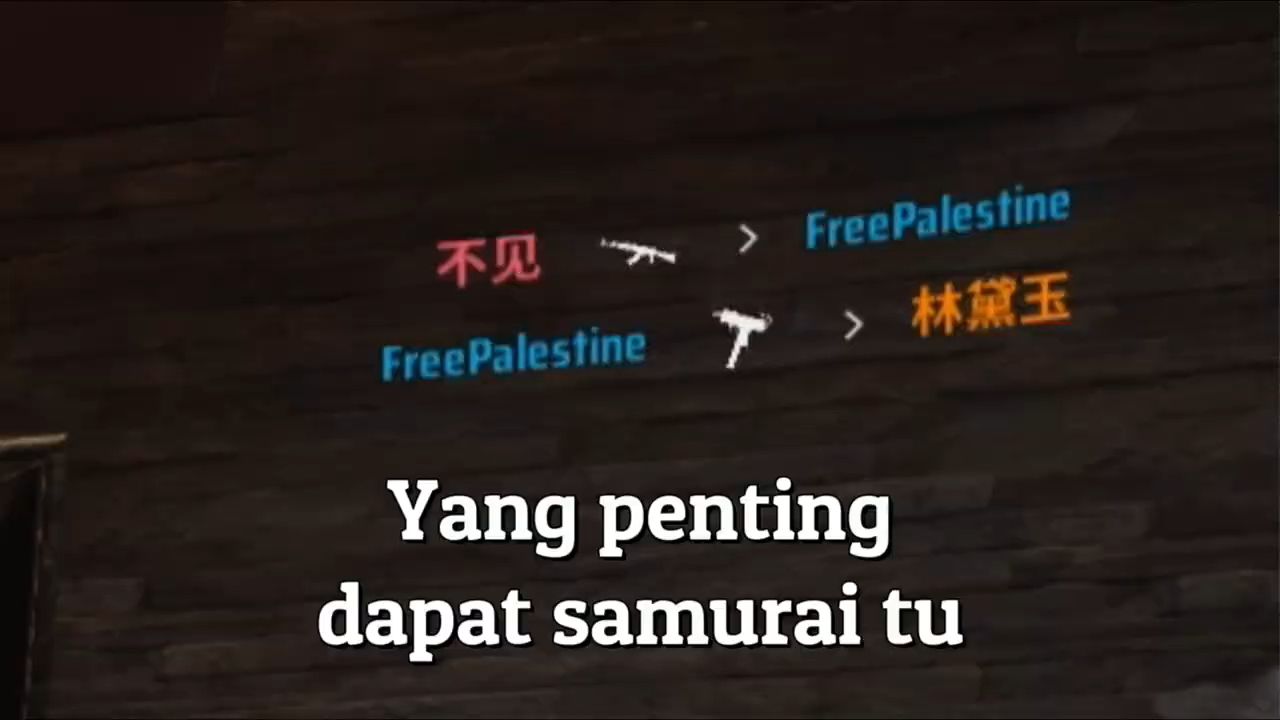 不见 > FreePalestine
FreePalestine > 林黛玉
Yang penting
dapat samurai tu